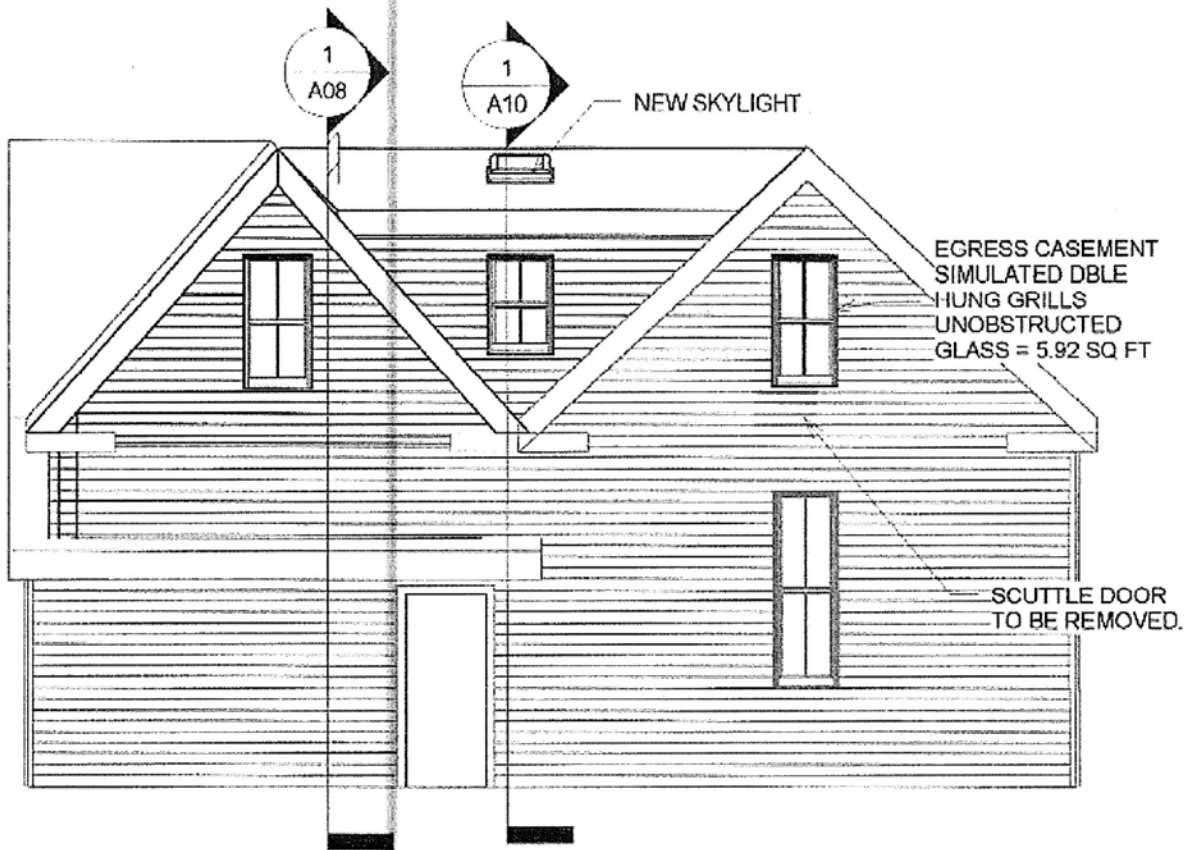 1
A08
1
A10
NEW SKYLIGHT
EGRESS CASEMENT
SIMULATED DBLE
HUNG GRILLS
UNOBSTRUCTED
GLASS = 5.92 SQ FT
SCUTTLE DOOR
TO BE REMOVED.